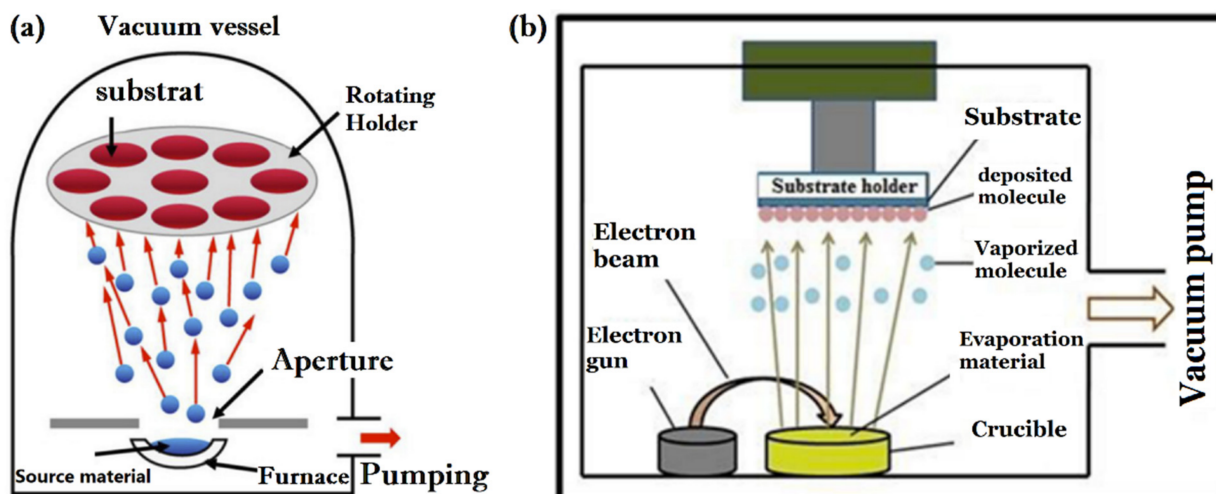 (a)
Vacuum vessel
substrat
Rotating
Holder
Aperture
Source material
Furnace
Pumping
(b)
Substrate
Substrate holder
deposited
molecule
Electron
beam
Vaporized
molecule
Electron
gun
Evaporation
material
Crucible
Vacuum pump